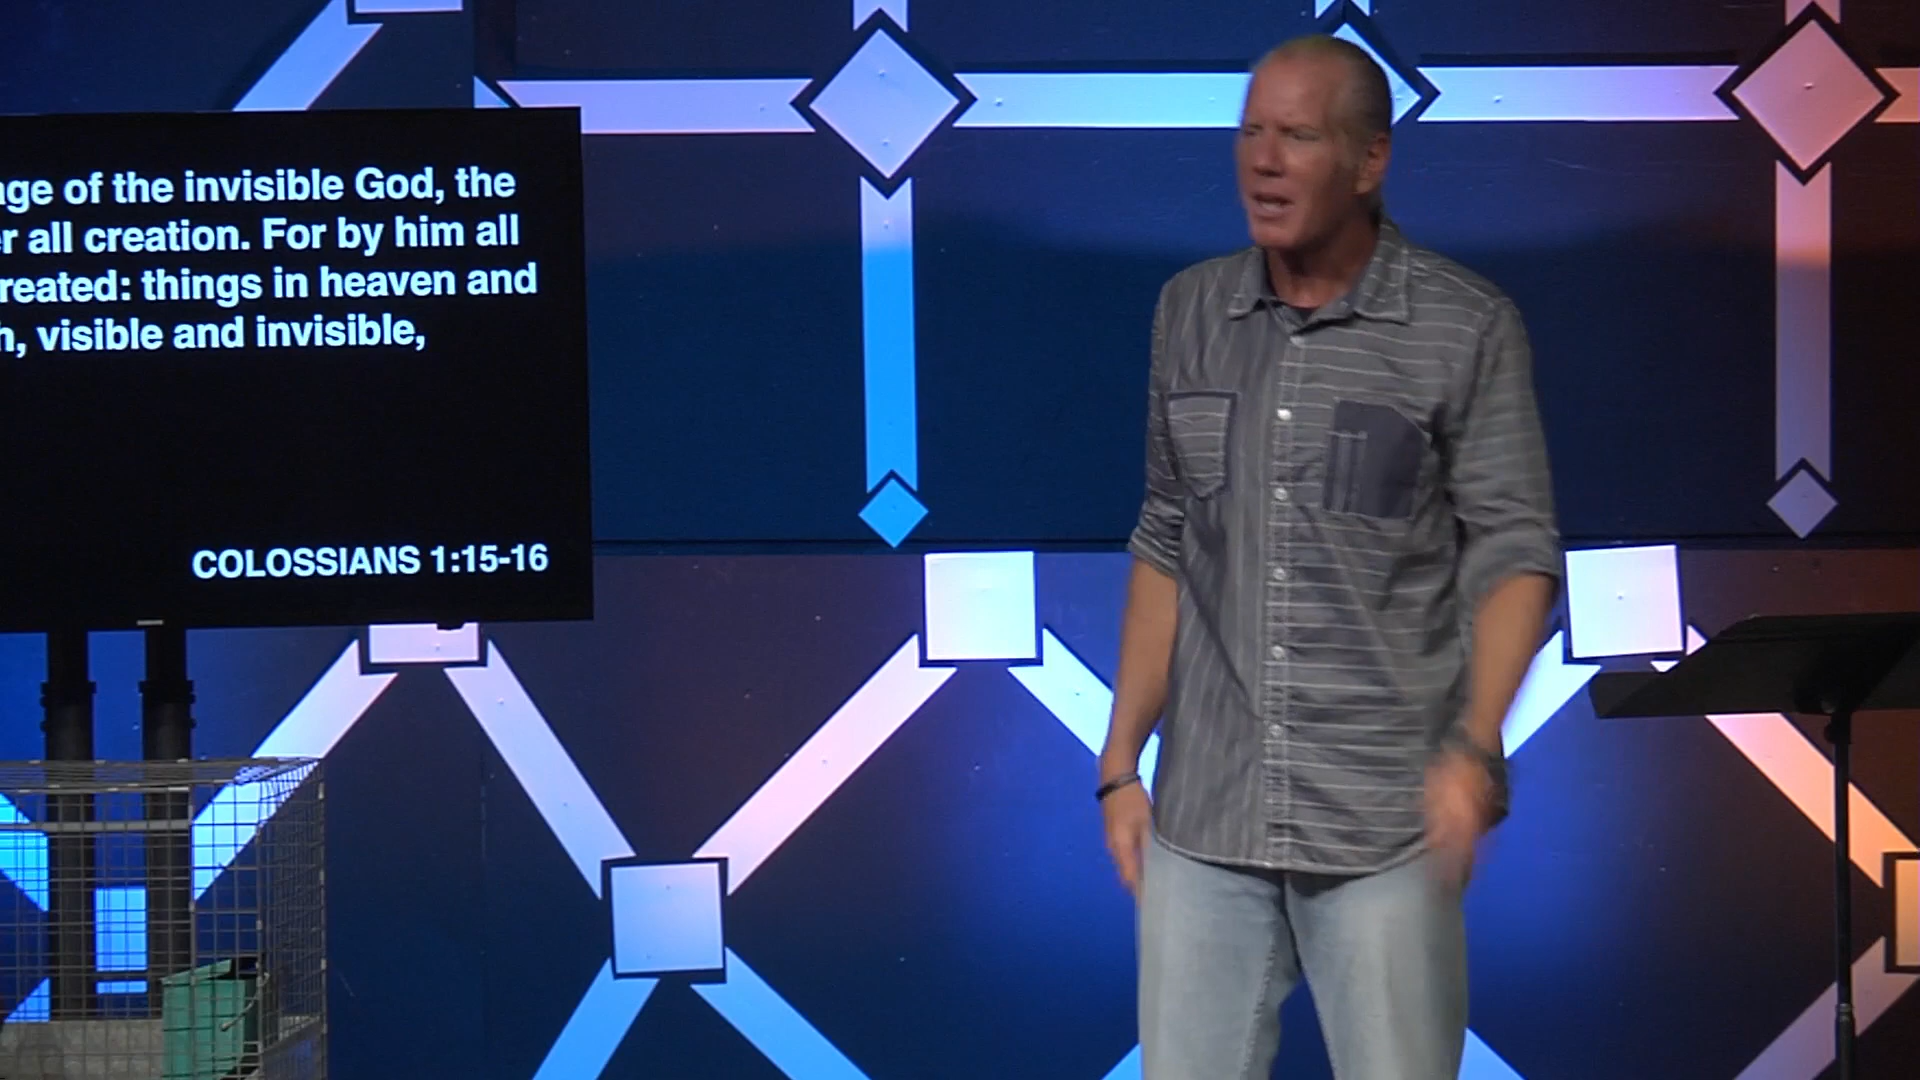 age of the invisible God, the
er all creation. For by him all
reated: things in heaven and
h, visible and invisible,
COLOSSIANS 1:15-16